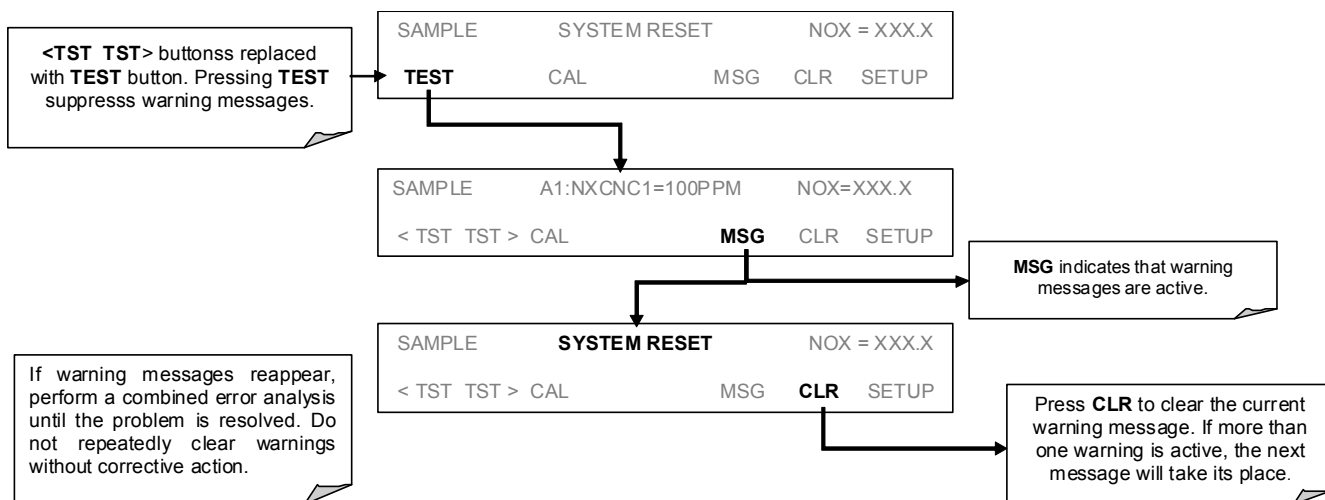 SAMPLE SYSTEM RESET NOX = XXX.X
TEST CAL MSG CLR SETUP
<TST TST> buttonss replaced
with TEST button. Pressing TEST
suppresss warning messages.
SAMPLE A1:NXCNC1=100PPM NOX=XXX.X
< TST TST > CAL MSG CLR SETUP
MSG indicates that warning
messages are active.
SAMPLE SYSTEM RESET NOX = XXX.X
< TST TST > CAL MSG CLR SETUP
If warning messages reappear,
perform a combined error analysis
until the problem is resolved. Do
not repeatedly clear warnings
without corrective action.
Press CLR to clear the current
warning message. If more than
one warning is active, the next
message will take its place.